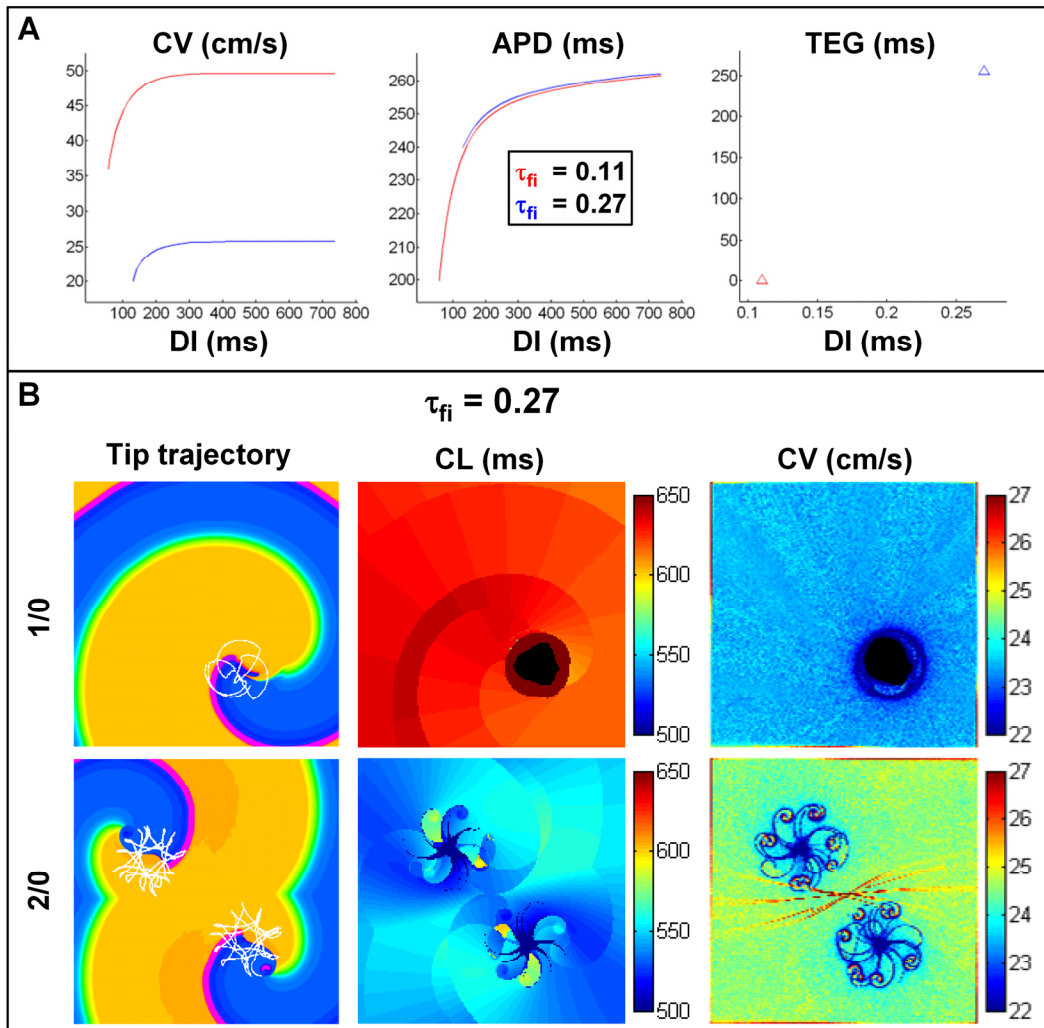 A
CV (cm/s)
APD (ms)
TEG (ms)
50
45
40
35
30
25
20
100 200 300 400 500 600 700 800
DI (ms)
260
250
240
230
220
210
200
τfi = 0.11
τfi = 0.27
100 200 300 400 500 600 700 800
DI (ms)
250
200
150
100
50
0
0.1 0.15 0.2 0.25
DI (ms)
B
τfi = 0.27
Tip trajectory
CL (ms)
CV (cm/s)
1/0
650
600
550
500
27
26
25
24
23
22
2/0
650
600
550
500
27
26
25
24
23
22